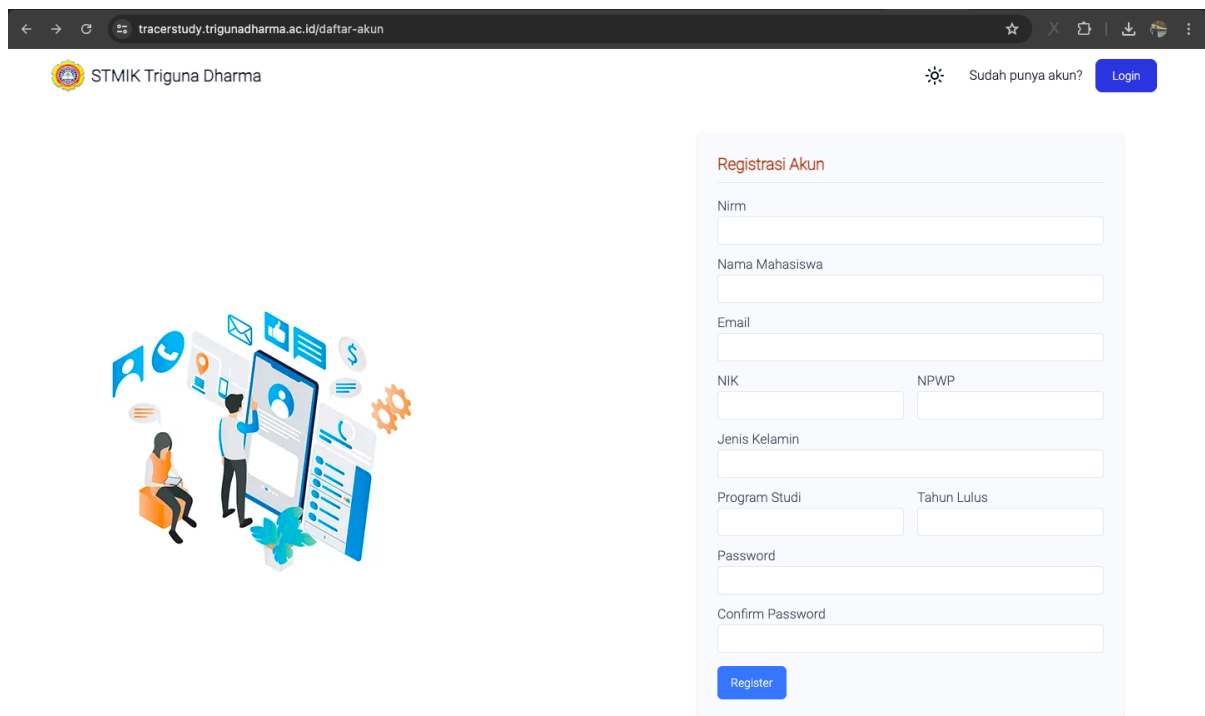 tracerstudy.trigunadharma.ac.id/daftar-akun
STMIK Triguna Dharma
Sudah punya akun?
Login
Registrasi Akun
Nirm
Nama Mahasiswa
Email
NIK NPWP
Jenis Kelamin
Program Studi Tahun Lulus
Password
Confirm Password
Register